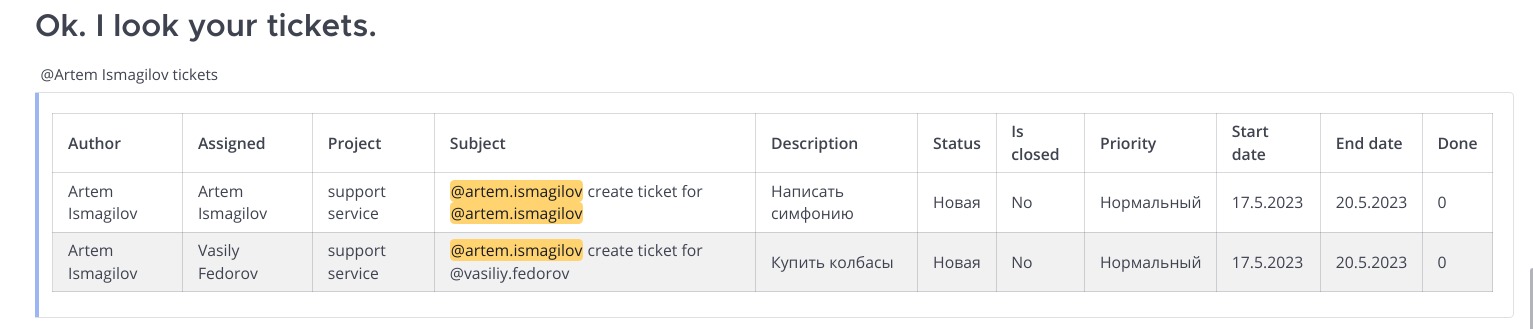 Ok. I look your tickets.
@Artem Ismagilov tickets
Author Assigned Project Subject Description Status Is closed Priority Start date End date Done
Artem Ismagilov Artem Ismagilov support service @artem.ismagilov create ticket for @artem.ismagilov Написать симфонию Новая No Нормальный 17.5.2023 20.5.2023 0
Artem Ismagilov Vasily Fedorov support service @artem.ismagilov create ticket for @vasiliy.fedorov Купить колбасы Новая No Нормальный 17.5.2023 20.5.2023 0